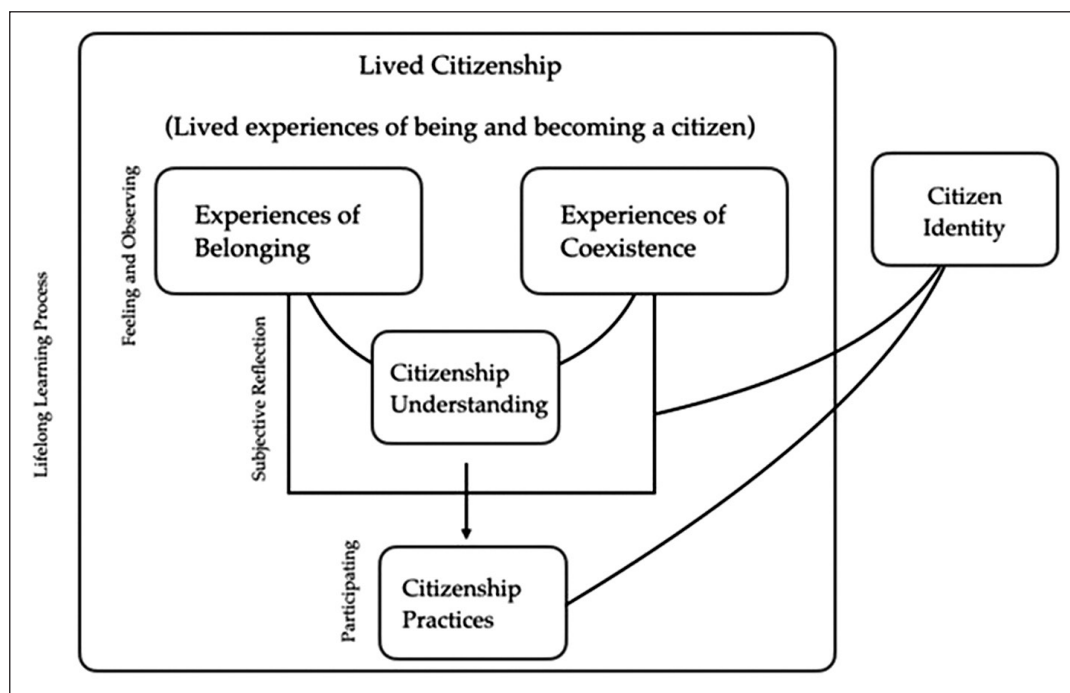 Lived Citizenship
(Lived experiences of being and becoming a citizen)
Lifelong Learning Process
Feeling and Observing
Experiences of
Belonging
Experiences of
Coexistence
Citizen
Identity
Subjective Reflection
Citizenship
Understanding
Participating
Citizenship
Practices